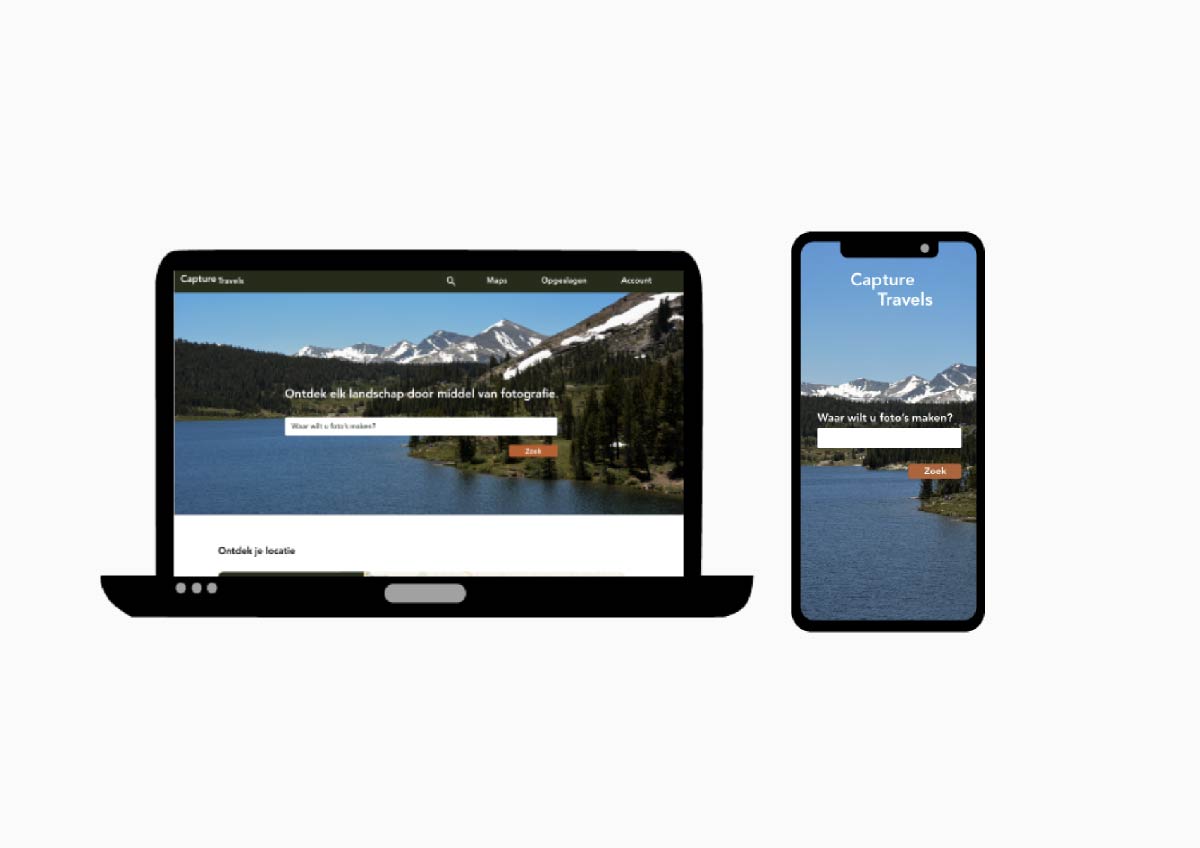 Capture Travels
Maps
Opgeslagen
Account
Ontdek elk landschap door middel van fotografie
Waar wilt u foto's maken?
Zoek
Ontdek je locatie
Capture
Travels
Waar wilt u foto's maken?
Zoek